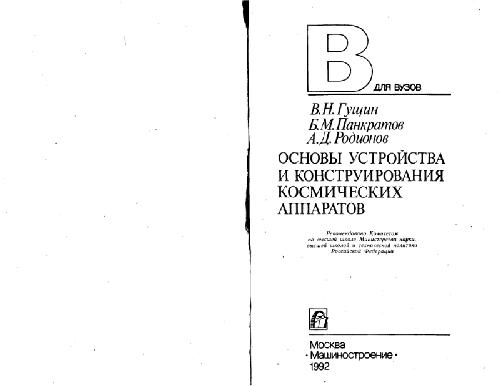 В
ДЛЯ ВУЗОВ
В.Н.Гущин
Б.М.Панкратов
А.Д.Родионов
ОСНОВЫ УСТРОЙСТВА
И КОНСТРУИРОВАНИЯ
КОСМИЧЕСКИХ
АППАРАТОВ
Рекомендовано Комитетом
по высшей школе Министерства науки,
высшей школы и технической политики
Российской Федерации
Москва
·Машиностроение·
1992